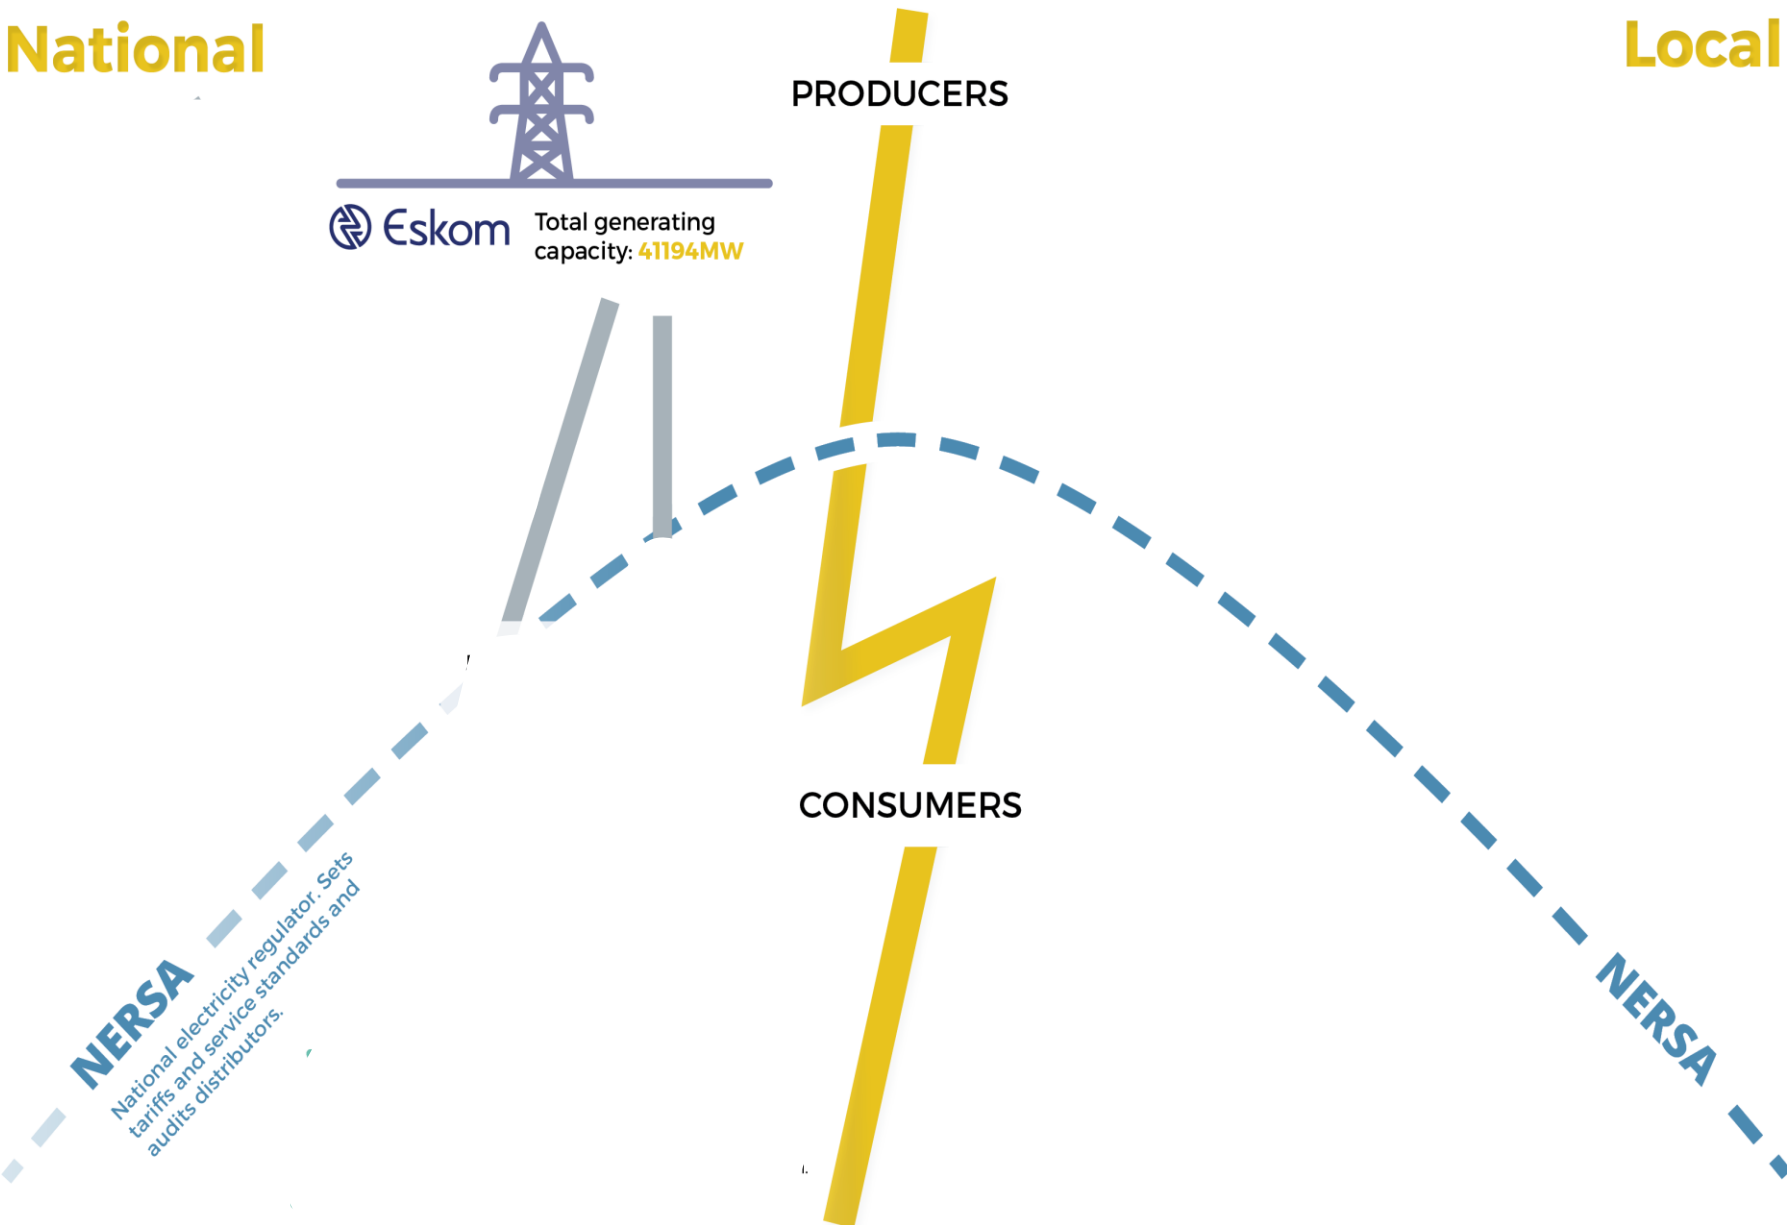 National
Local
PRODUCERS
Eskom
Total generating
capacity: 41194MW
CONSUMERS
NERSA
National electricity regulator. Sets
tariffs and service standards and
audits distributors.
NERSA